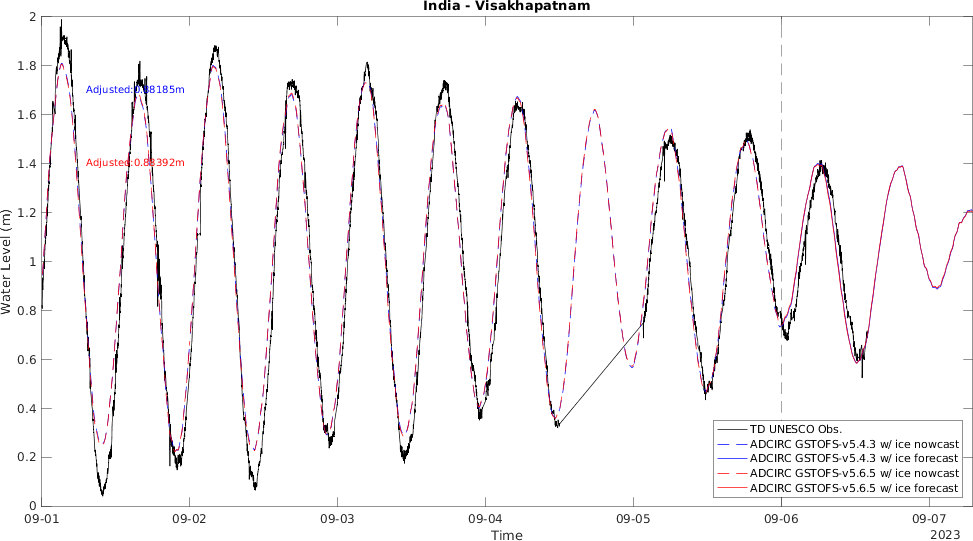 India - Visakhapatnam
2
1.8
1.6
1.4
1.2
1
0.8
0.6
0.4
0.2
0
Water Level (m)
Adjusted:0.88185m
Adjusted:0.88392m
TD UNESCO Obs.
ADCIRC GSTOFS-v5.4.3 w/ ice nowcast
ADCIRC GSTOFS-v5.4.3 w/ ice forecast
ADCIRC GSTOFS-v5.6.5 w/ ice nowcast
ADCIRC GSTOFS-v5.6.5 w/ ice forecast
09-01 09-02 09-03 09-04 09-05 09-06 09-07
Time
2023